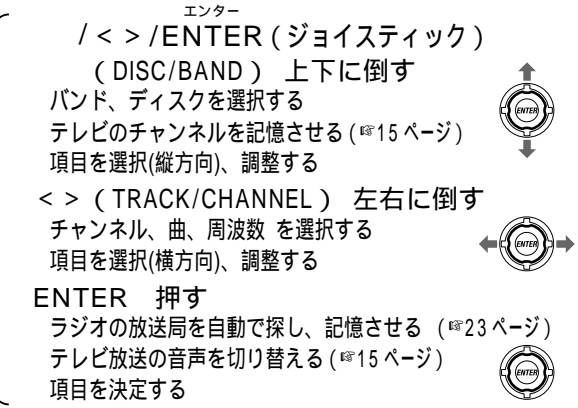 エンター
/ < > /ENTER (ジョイスティック)
( DISC/BAND ) 上下に倒す
バンド、ディスクを選択する
テレビのチャンネルを記憶させる (☞15 ページ)
項目を選択(縦方向)、調整する
ENTER
< > ( TRACK/CHANNEL ) 左右に倒す
チャンネル、曲、周波数 を選択する
項目を選択(横方向)、調整する
ENTER
ENTER 押す
ラジオの放送局を自動で探し、記憶させる (☞23 ページ)
テレビ放送の音声を切り替える (☞15 ページ)
項目を決定する
ENTER